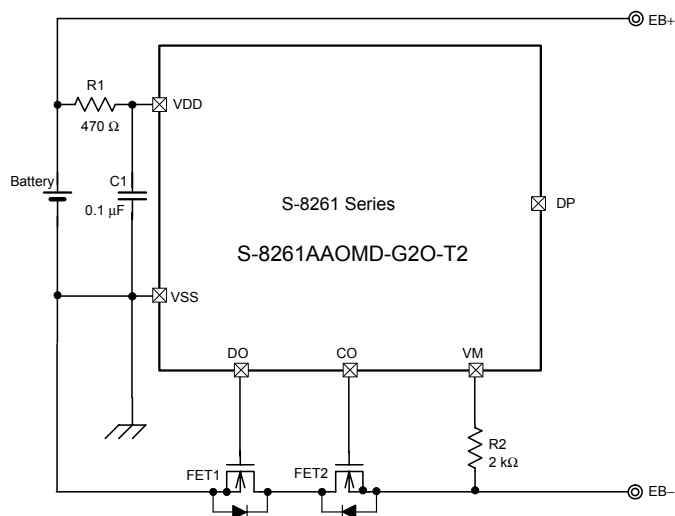 EB+
R1
VDD
470 Ω
Battery
C1
0.1 µF
S-8261 Series
DP
S-8261AAOMD-G2O-T2
VSS
DO
CO
VM
R2
2 kΩ
FET1
FET2
EB−